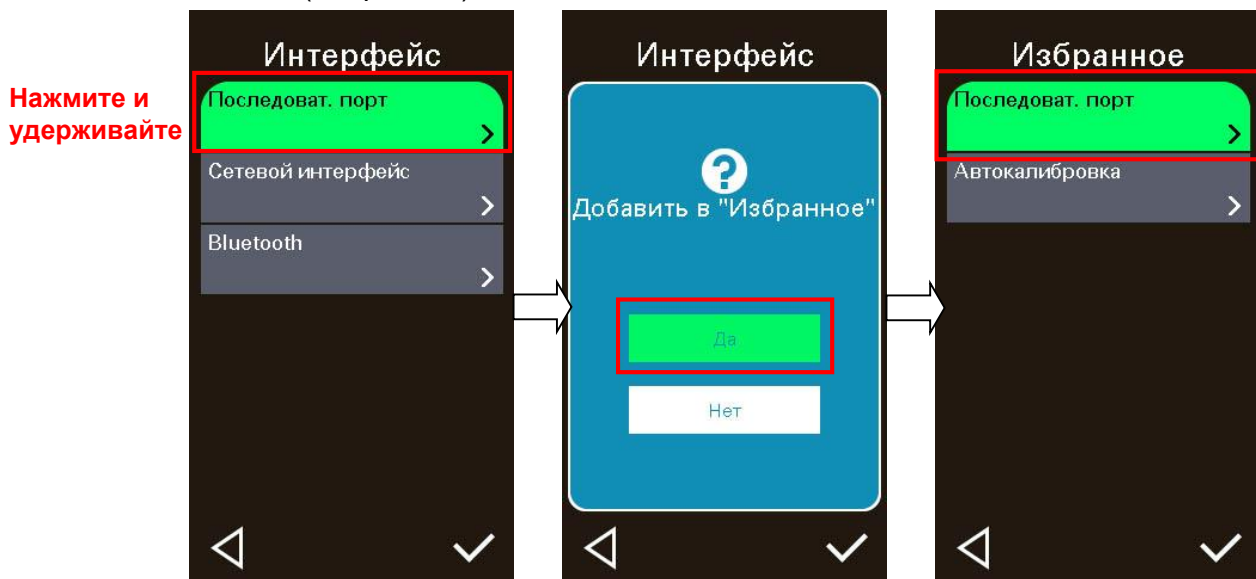 Нажмите и
удерживайте
Интерфейс
Последоват. порт
Сетевой интерфейс
Bluetooth
Интерфейс
Добавить в "Избранное"
Да
Нет
Избранное
Последоват. порт
Автокалибровка